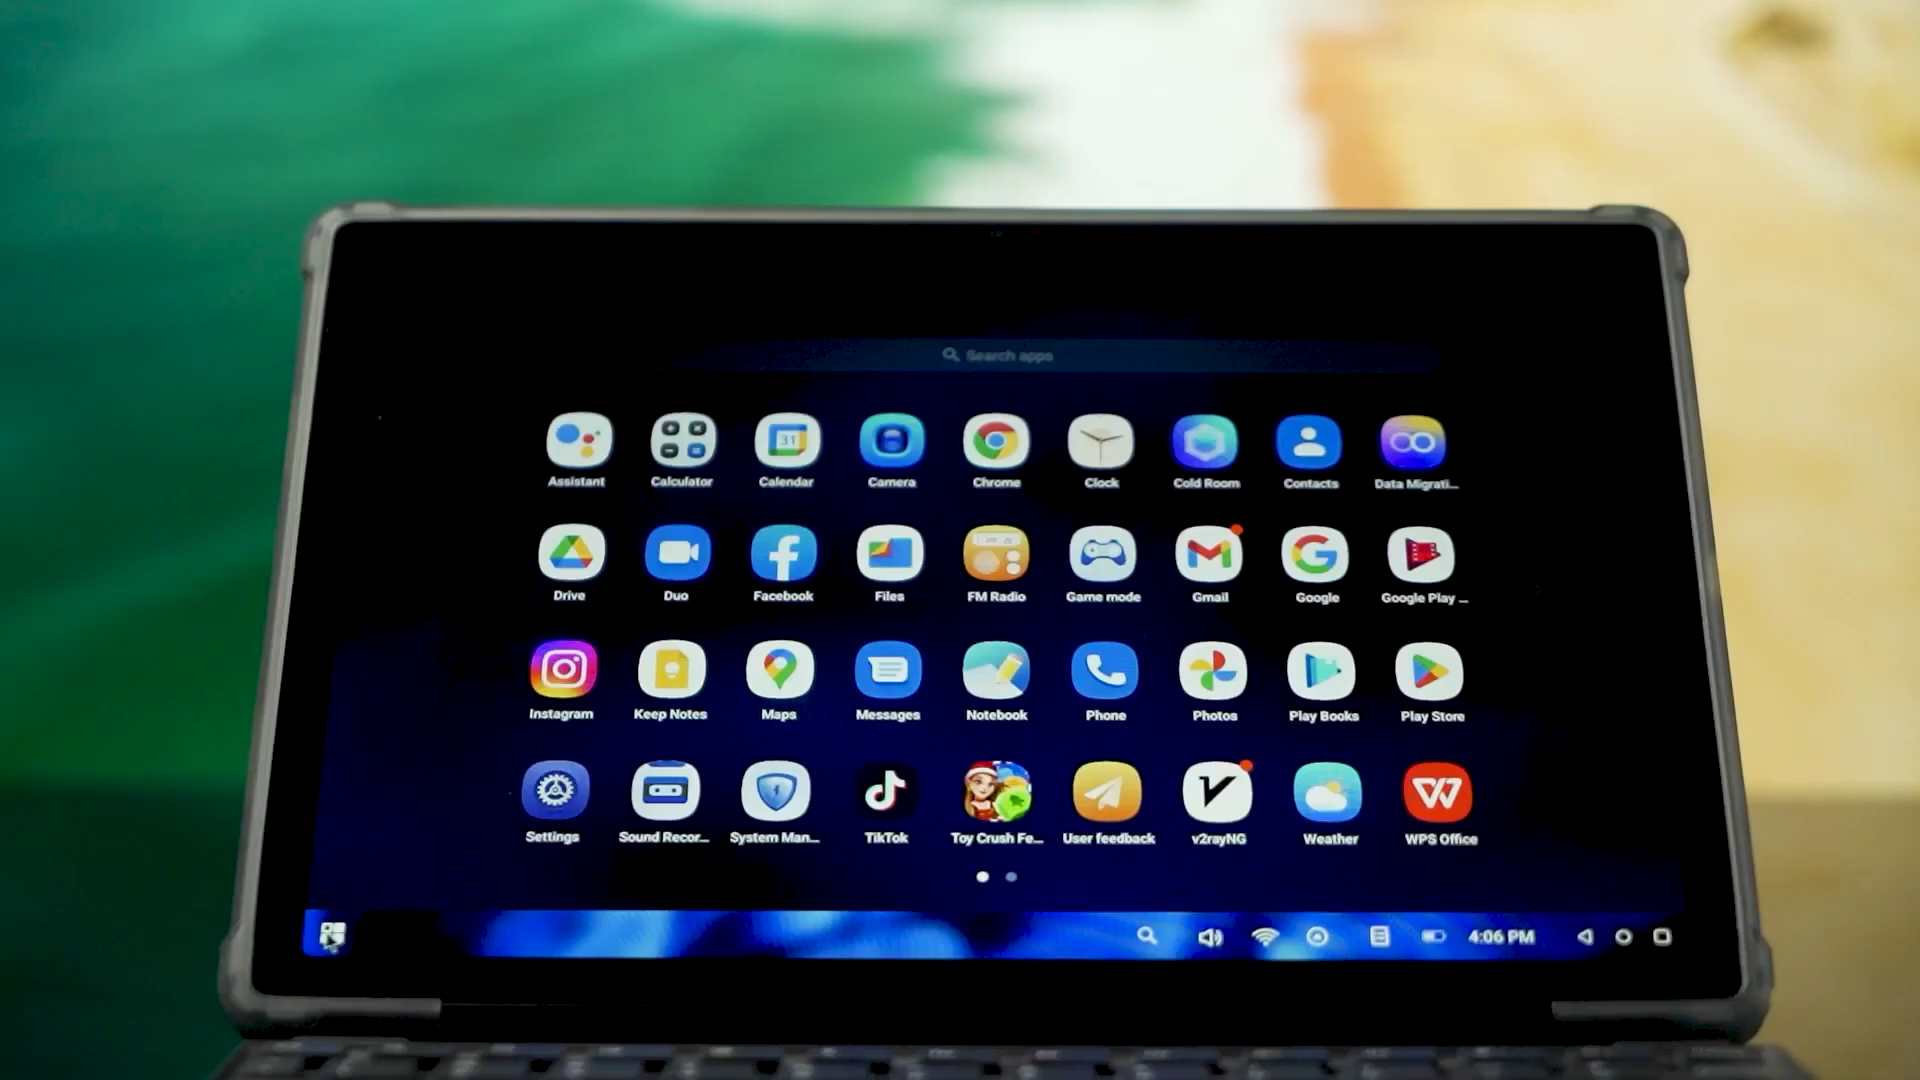 Search apps
31
Assistant Calculator Calendar Camera Chrome Clock Cold Room Contacts Data Migrati...
Drive Duo Facebook Files FM Radio Game mode Gmail Google Google Play ...
Instagram Keep Notes Maps Messages Notebook Phone Photos Play Books Play Store
Settings Sound Recor... System Man... TikTok Toy Crush Fe... User feedback v2rayNG Weather WPS Office
4:06 PM